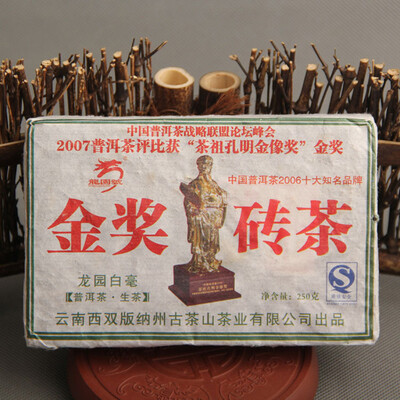 中国普洱茶战略联盟论坛峰会
2007普洱茶评比获“茶祖孔明金像奖”金奖
龍園號
中国普洱茶2006十大知名品牌
金奖 砖茶
龙园白毫
【普洱茶·生茶】
净含量:250克
云南西双版纳州古茶山茶业有限公司出品